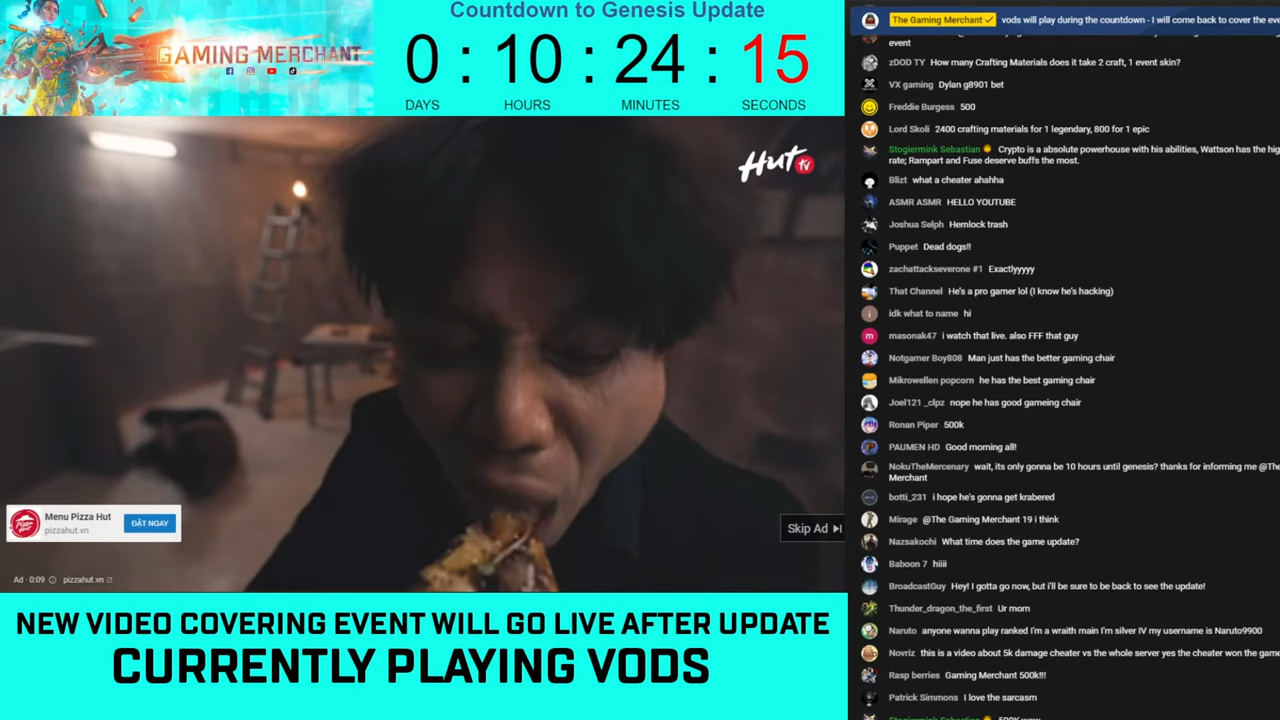 Countdown to Genesis Update
GAMING MERCHANT
0 : 10 : 24 : 15
DAYS HOURS MINUTES SECONDS
Hut tv
Menu Pizza Hut
pizzahut.vn
ĐẶT NGAY
Skip Ad
Ad · 0:09 pizzahut.vn
NEW VIDEO COVERING EVENT WILL GO LIVE AFTER UPDATE
CURRENTLY PLAYING VODS
The Gaming Merchant vods will play during the countdown - I will come back to cover the eve
event
zDOD TY How many Crafting Materials does it take 2 craft, 1 event skin?
VX gaming Dylan g8901 bet
Freddie Burgess 500
Lord Skoli 2400 crafting materials for 1 legendary, 800 for 1 epic
Stogiermink Sebastian Crypto is a absolute powerhouse with his abilities, Wattson has the hig
rate; Rampart and Fuse deserve buffs the most.
Blizt what a cheater ahahha
ASMR ASMR HELLO YOUTUBE
Joshua Selph Hemlock trash
Puppet Dead dogs!!
zachattackseverone #1 Exactlyyyyy
That Channel He's a pro gamer lol (I know he's hacking)
idk what to name hi
masonak47 i watch that live. also FFF that guy
Notgamer Boy808 Man just has the better gaming chair
Mikrowellen popcorn he has the best gaming chair
Joel121 _clpz nope he has good gameing chair
Ronan Piper 500k
PAUMEN HD Good morning all!
NokuTheMercenary wait, its only gonna be 10 hours until genesis? thanks for informing me @The
Merchant
botti_231 i hope he's gonna get krabered
Mirage @The Gaming Merchant 19 i think
Nazsakochi What time does the game update?
Baboon 7 hiiii
BroadcastGuy Hey! I gotta go now, but i'll be sure to be back to see the update!
Thunder_dragon_the_first Ur mom
Naruto anyone wanna play ranked I'm a wraith main I'm silver IV my username is Naruto9900
Novriz this is a video about 5k damage cheater vs the whole server yes the cheater won the game
Rasp berries Gaming Merchant 500k!!!
Patrick Simmons I love the sarcasm
Stogiermink Sebastian